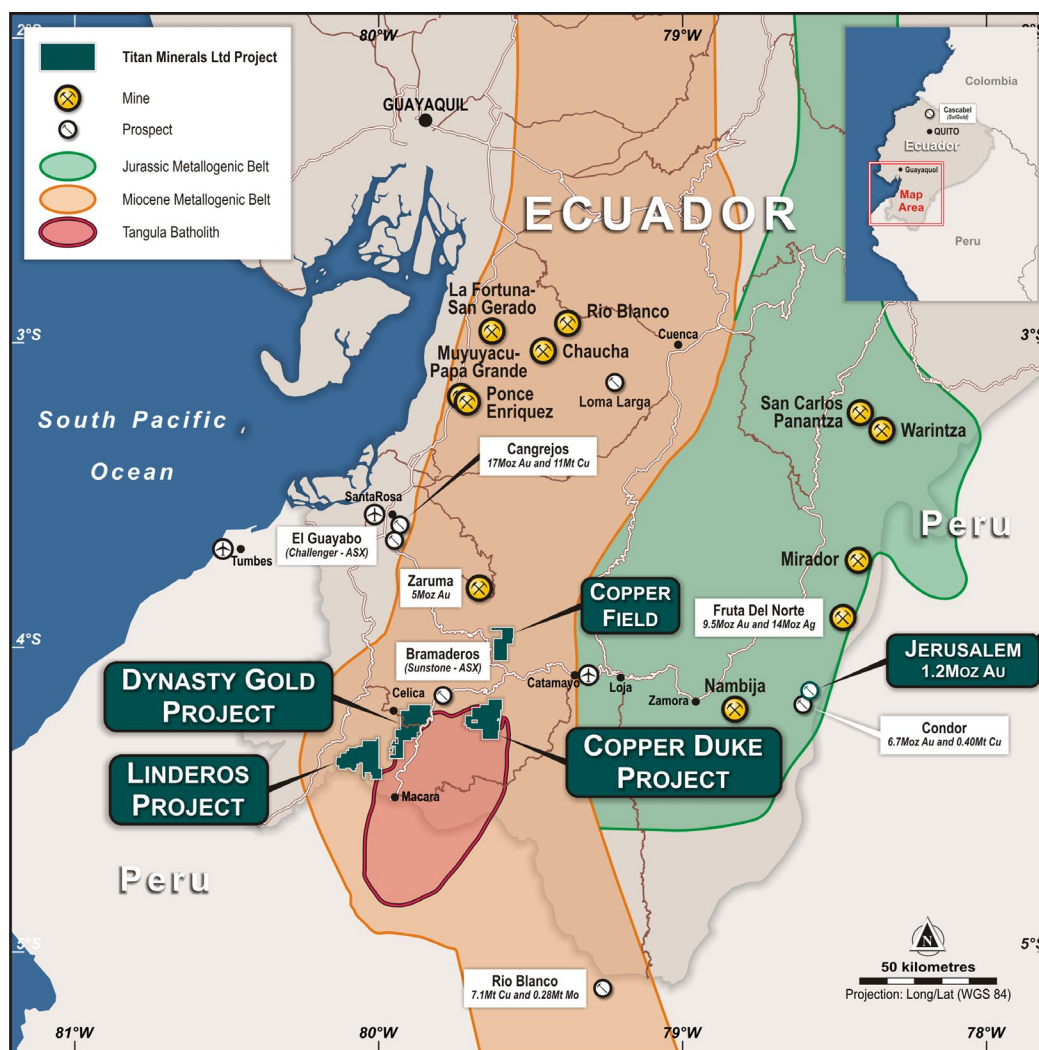 2°S
80°W
79°W
2°S
Titan Minerals Ltd Project
Mine
Prospect
Jurassic Metallogenic Belt
Miocene Metallogenic Belt
Tangula Batholith
GUAYAQUIL
ECUADOR
Colombia
Cascabel
(SolGold)
QUITO
Ecuador
Guayaquol
Map
Area
Peru
La Fortuna-
San Gerado
Rio Blanco
3°S
Chaucha
Cuenca
3°S
Muyuyacu-
Papa Grande
Ponce
Enriquez
Loma Larga
San Carlos
Panantza
Warintza
South Pacific
Ocean
Cangrejos
17Moz Au and 11Mt Cu
SantaRosa
El Guayabo
(Challenger - ASX)
Tumbes
Peru
Mirador
Zaruma
5Moz Au
COPPER
FIELD
Fruta Del Norte
9.5Moz Au and 14Moz Ag
4°S
4°S
Bramaderos
(Sunstone - ASX)
JERUSALEM
1.2MOZ AU
DYNASTY GOLD
PROJECT
Celica
Catamayo
Loja
Zamora
Nambija
Condor
6.7Moz Au and 0.40Mt Cu
LINDEROS
PROJECT
COPPER DUKE
PROJECT
Macara
Peru
5°S
5°S
N
Rio Blanco
7.1Mt Cu and 0.28Mt Mo
50 kilometres
Projection: Long/Lat (WGS 84)
81°W
80°W
79°W
78°W